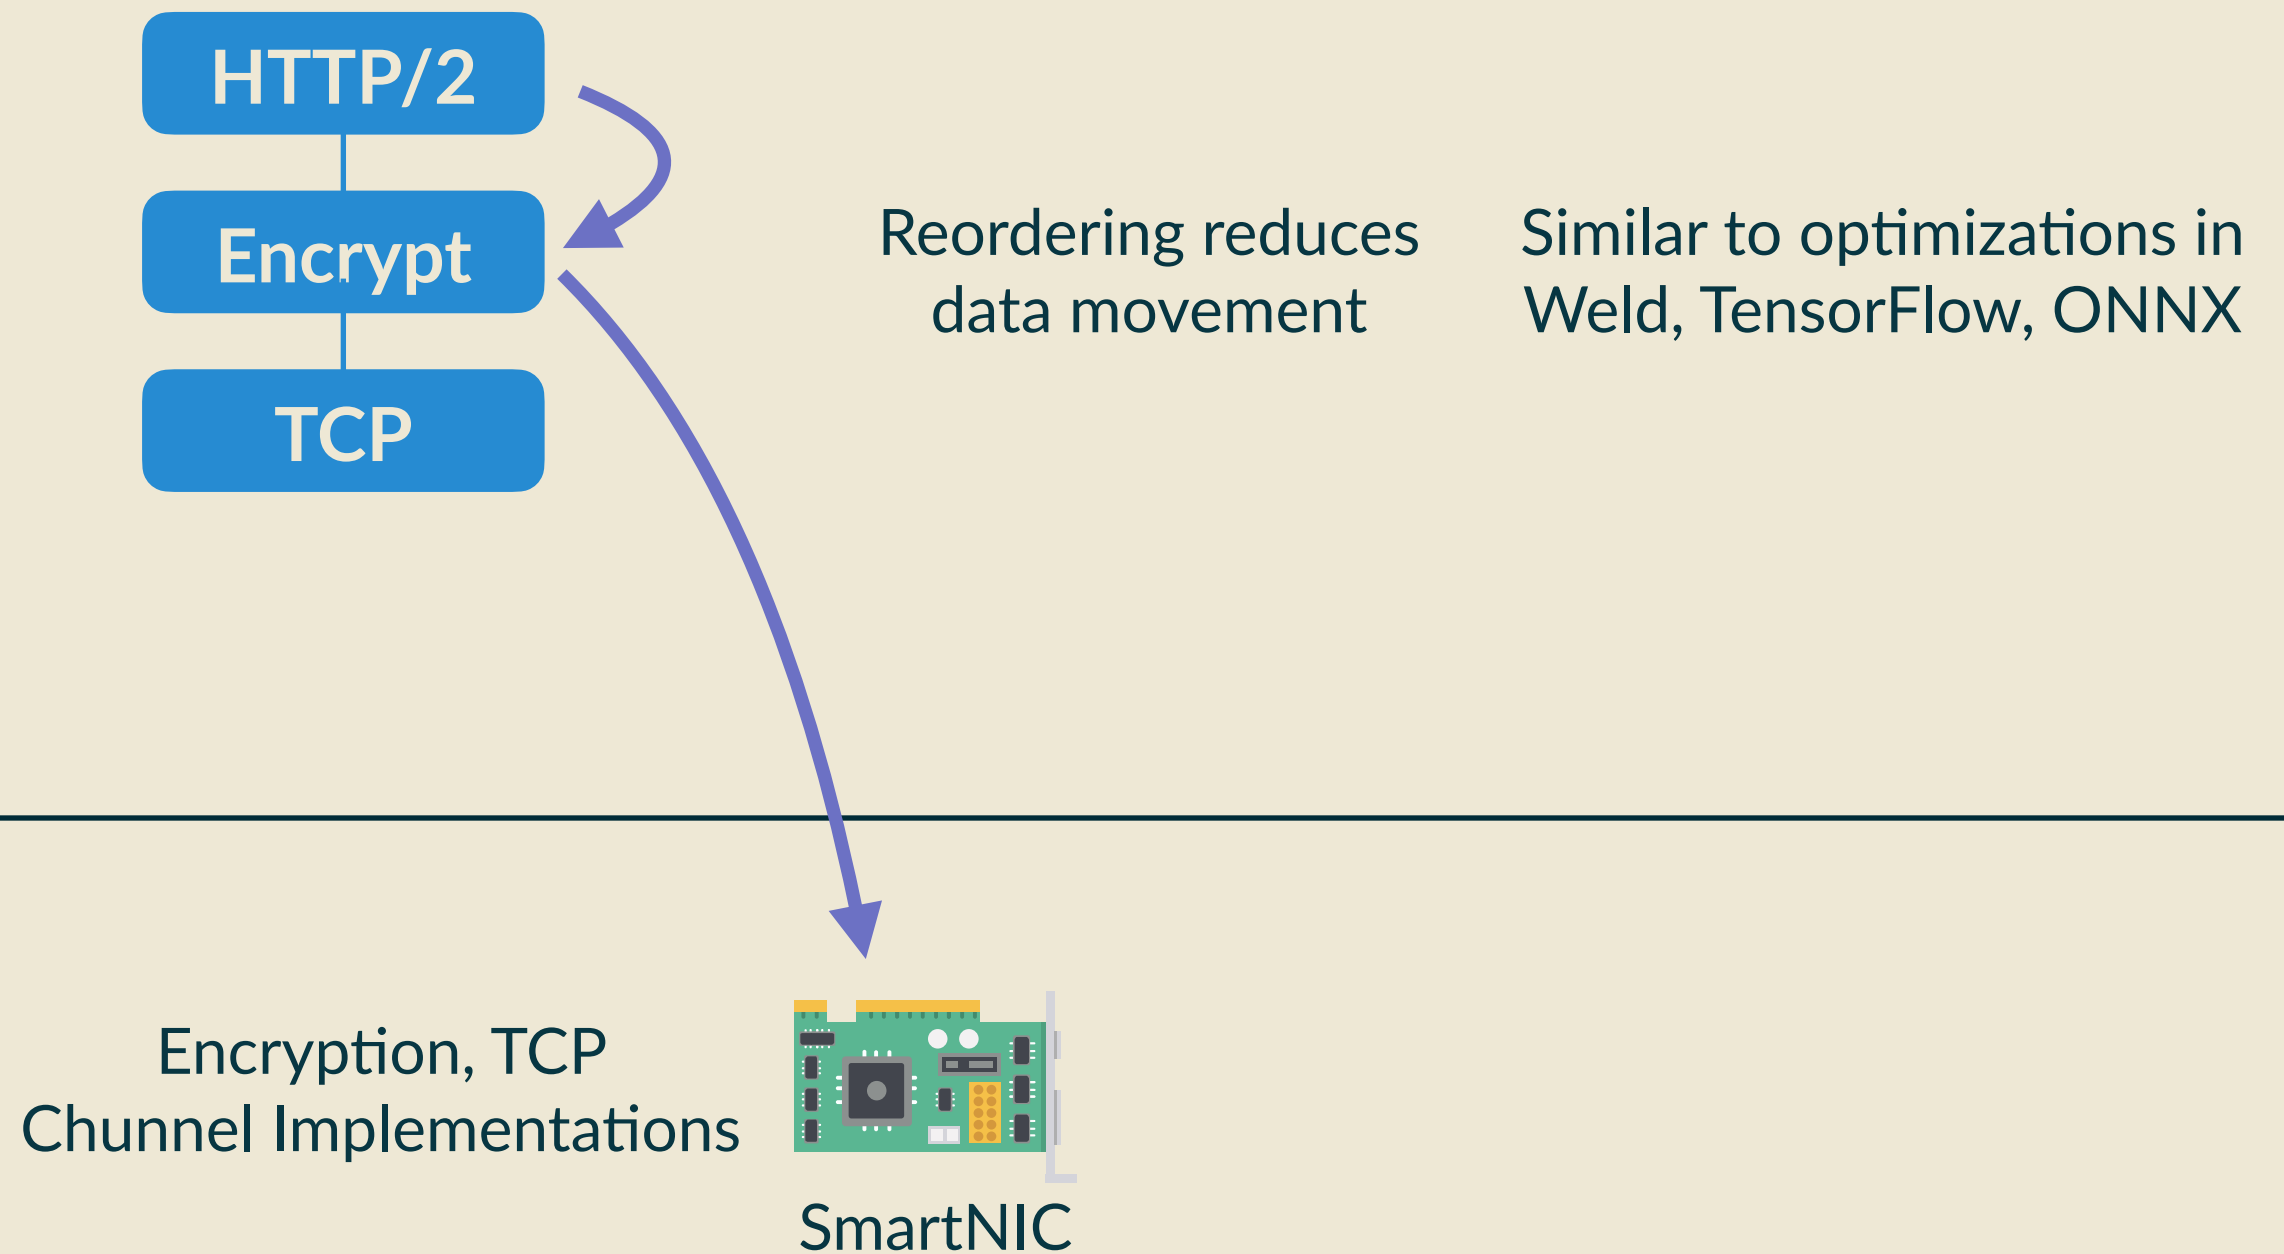 HTTP/2
Encrypt
TCP
Reordering reduces
data movement
Similar to optimizations in
Weld, TensorFlow, ONNX
Encryption, TCP
Chunnel Implementations
SmartNIC